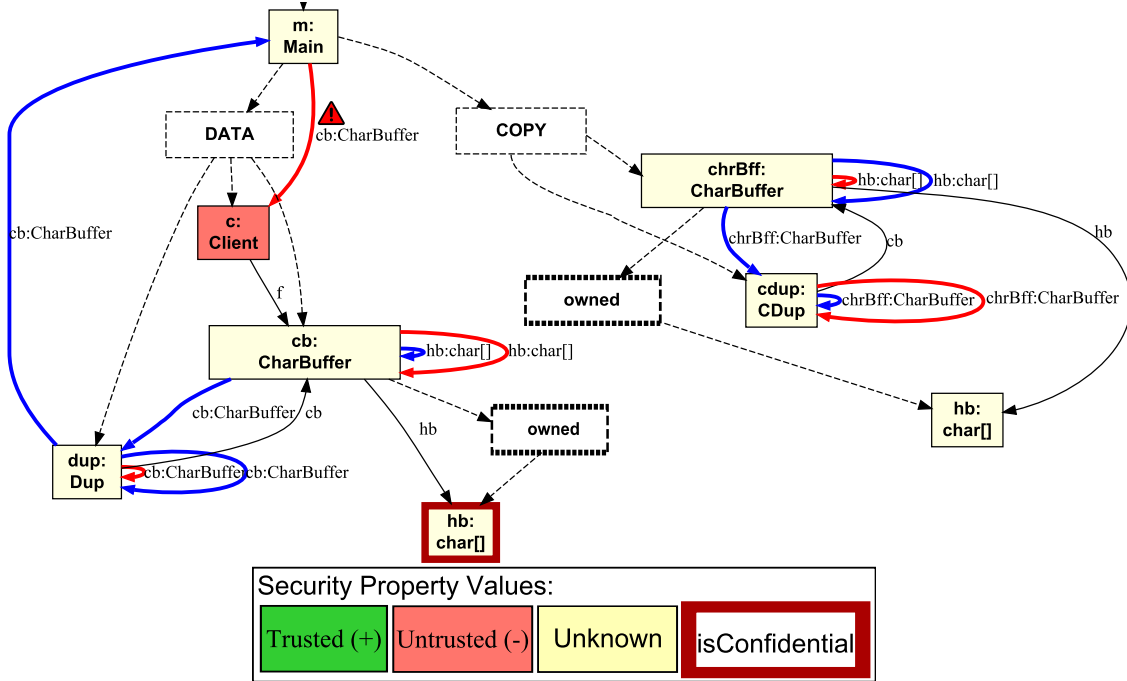 m:
Main
DATA
cb:CharBuffer
COPY
chrBff:
CharBuffer
hb:char[]
hb:char[]
c:
Client
cb:CharBuffer
chrBff:CharBuffer
cb
hb
f
owned
cdup:
CDup
chrBff:CharBuffer
chrBff:CharBuffer
cb:
CharBuffer
hb:char[]
hb:char[]
cb:CharBuffer
cb
hb
owned
hb:
char[]
dup:
Dup
cb:CharBuffer
cb:CharBuffer
hb:
char[]
Security Property Values:
Trusted (+)
Untrusted (-)
Unknown
isConfidential